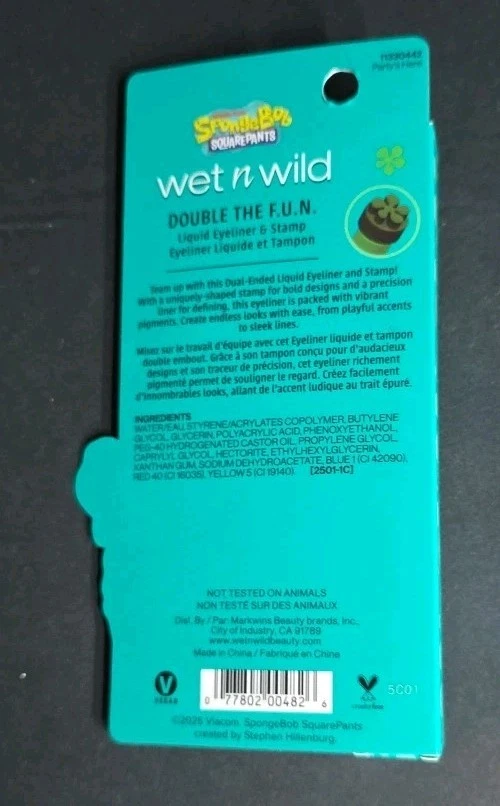 11330442
Party's Here
SpongeBob
SQUAREPANTS
wet n wild
DOUBLE THE F.U.N.
Liquid Eyeliner & Stamp
Eyeliner Liquide et Tampon
Team up with this Dual-Ended Liquid Eyeliner and Stamp!
With a uniquely-shaped stamp for bold designs and a precision
liner for defining, this eyeliner is packed with vibrant
pigments. Create endless looks with ease, from playful accents
to sleek lines.
Misez sur le travail d'équipe avec cet Eyeliner liquide et tampon
double embout. Grâce à son tampon conçu pour d'audacieux
designs et son traceur de précision, cet eyeliner richement
pigmenté permet de souligner le regard. Créez facilement
d'innombrables looks, allant de l'accent ludique au trait épuré.
INGREDIENTS
WATER/EAU, STYRENE/ACRYLATES COPOLYMER, BUTYLENE
GLYCOL, GLYCERIN, POLYACRYLIC ACID, PHENOXYETHANOL,
PEG-40 HYDROGENATED CASTOR OIL, PROPYLENE GLYCOL,
CAPRYLYL GLYCOL, HECTORITE, ETHYLHEXYLGLYCERIN,
XANTHAN GUM, SODIUM DEHYDROACETATE, BLUE 1 (CI 42090),
RED 40 (CI 16035), YELLOW 5 (CI 19140). [2501-1C]
NOT TESTED ON ANIMALS
NON TESTÉ SUR DES ANIMAUX
Dist. By / Par: Markwins Beauty brands, Inc.,
City of Industry, CA 91789
www.wetnwildbeauty.com
Made in China / Fabriqué en Chine
VEGAN
0 77802 00482 6
cruelty free
5C01
©2025 Viacom. SpongeBob SquarePants
created by Stephen Hillenburg.